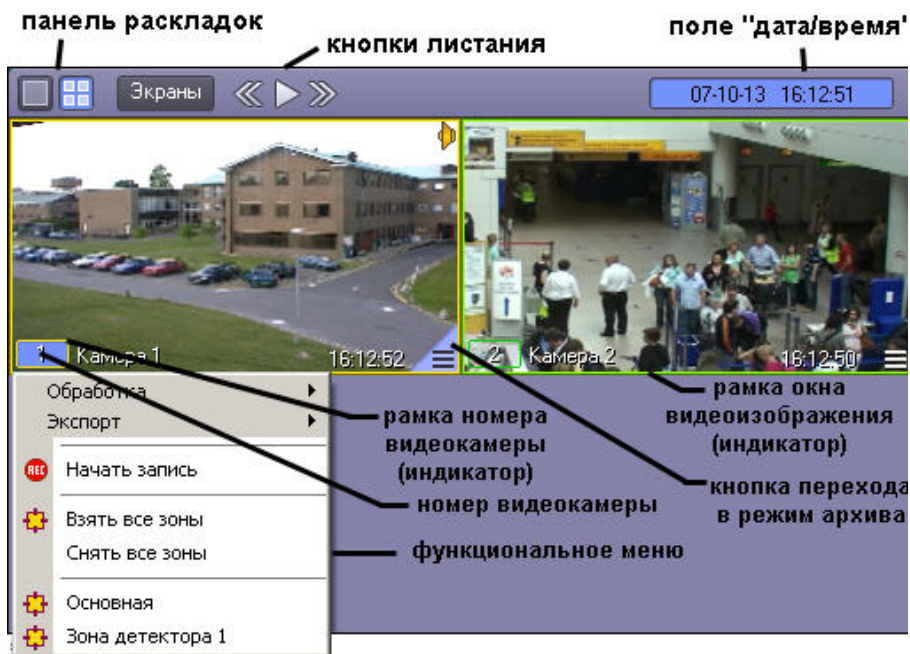 панель раскладок
кнопки листания
поле "дата/время"
Экраны
07-10-13 16:12:51
1 Камера 1 16:12:52
2 Камера 2 16:12:50
Обработка
Экспорт
REC Начать запись
Взять все зоны
Снять все зоны
Основная
Зона детектора 1
рамка номера
видеокамеры
(индикатор)
номер видеокамеры
функциональное меню
рамка окна
видеоизображения
(индикатор)
кнопка перехода
в режим архива